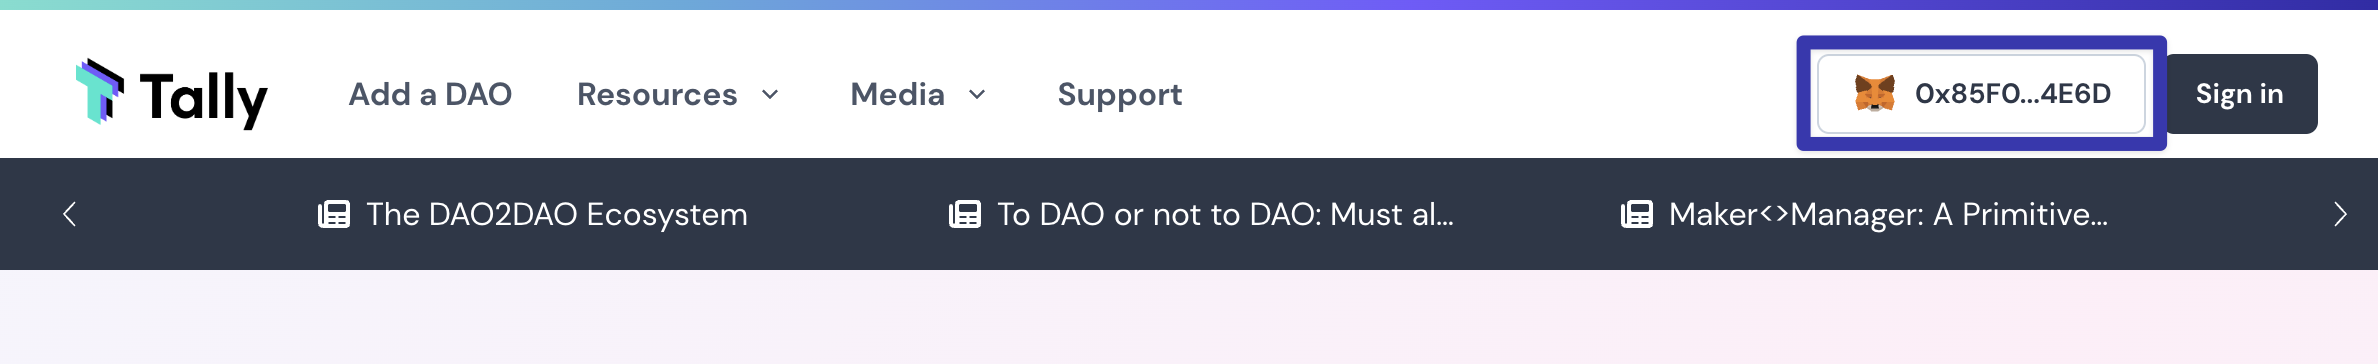 Tally Add a DAO Resources Media Support 0x85F0...4E6D Sign in
The DAO2DAO Ecosystem To DAO or not to DAO: Must al... Maker<>Manager: A Primitive...